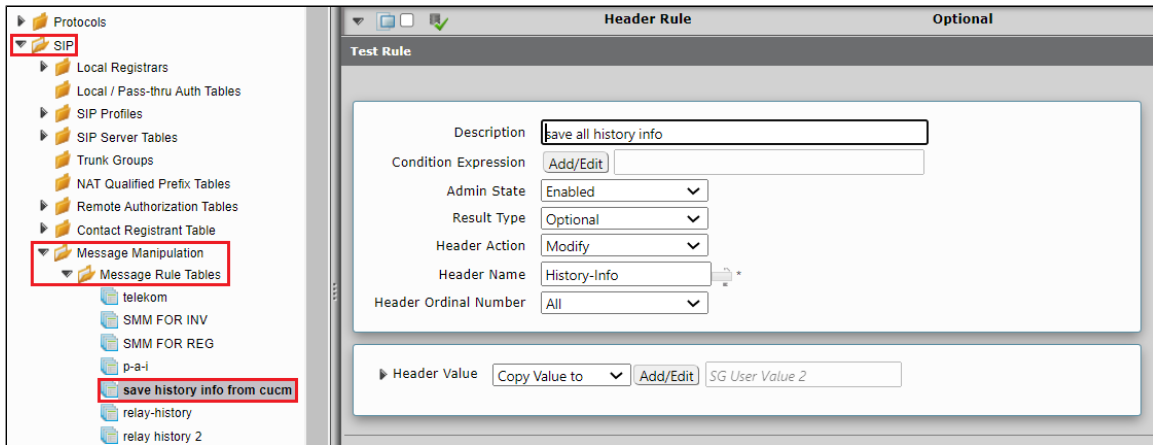 Protocols
SIP
Local Registrars
Local / Pass-thru Auth Tables
SIP Profiles
SIP Server Tables
Trunk Groups
NAT Qualified Prefix Tables
Remote Authorization Tables
Contact Registrant Table
Message Manipulation
Message Rule Tables
telekom
SMM FOR INV
SMM FOR REG
p-a-i
save history info from cucm
relay-history
relay history 2
Header Rule Optional
Test Rule
Description save all history info
Condition Expression Add/Edit
Admin State Enabled
Result Type Optional
Header Action Modify
Header Name History-Info *
Header Ordinal Number All
Header Value Copy Value to Add/Edit SG User Value 2